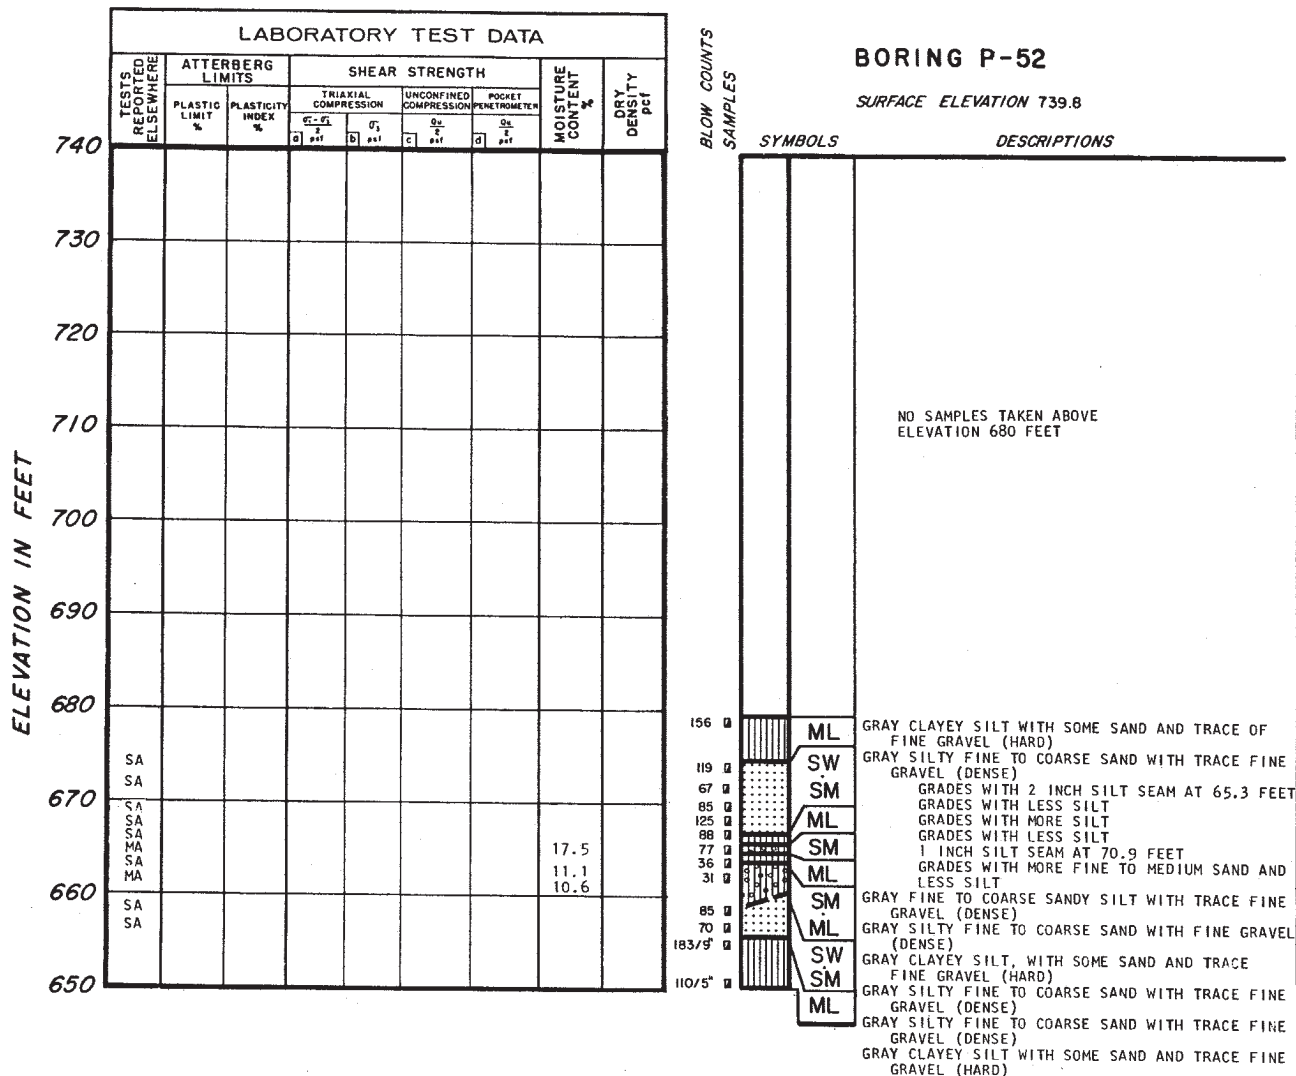 LABORATORY TEST DATA
TESTS REPORTED ELSEWHERE
ATTERBERG LIMITS
PLASTIC LIMIT %
PLASTICITY INDEX %
SHEAR STRENGTH
TRIAXIAL COMPRESSION
UNCONFINED COMPRESSION
POCKET PENETROMETER
a
b
σ₃ psf
c
Qu/2 psf
d
Qu/2 psf
MOISTURE CONTENT %
DRY DENSITY pcf
BLOW COUNTS
SAMPLES
BORING P-52
SURFACE ELEVATION 739.8
SYMBOLS
DESCRIPTIONS
ELEVATION IN FEET
740
730
720
710
700
690
680
670
660
650
SA
SA
SA
SA
SA
MA
SA
MA
SA
SA
17.5
11.1
10.6
NO SAMPLES TAKEN ABOVE
ELEVATION 680 FEET
156
119
67
85
125
88
77
36
31
85
70
183/9"
110/5"
ML
SW
SM
ML
SM
ML
SM
ML
SW
SM
ML
GRAY CLAYEY SILT WITH SOME SAND AND TRACE OF
FINE GRAVEL (HARD)
GRAY SILTY FINE TO COARSE SAND WITH TRACE FINE
GRAVEL (DENSE)
GRADES WITH 2 INCH SILT SEAM AT 65.3 FEET
GRADES WITH LESS SILT
GRADES WITH MORE SILT
GRADES WITH LESS SILT
1 INCH SILT SEAM AT 70.9 FEET
GRADES WITH MORE FINE TO MEDIUM SAND AND
LESS SILT
GRAY FINE TO COARSE SANDY SILT WITH TRACE FINE
GRAVEL (DENSE)
GRAY SILTY FINE TO COARSE SAND WITH FINE GRAVEL
(DENSE)
GRAY CLAYEY SILT, WITH SOME SAND AND TRACE
FINE GRAVEL (HARD)
GRAY SILTY FINE TO COARSE SAND WITH TRACE FINE
GRAVEL (DENSE)
GRAY SILTY FINE TO COARSE SAND WITH TRACE FINE
GRAVEL (DENSE)
GRAY CLAYEY SILT WITH SOME SAND AND TRACE FINE
GRAVEL (HARD)